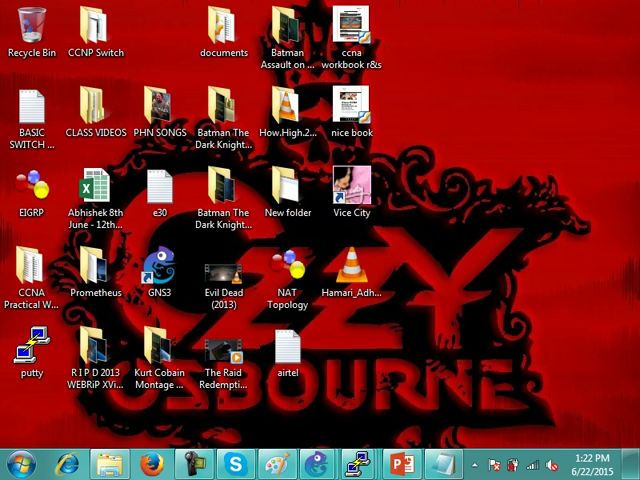 Recycle Bin
CCNP Switch
documents
Batman
Assault on ...
ccna
workbook r&s
BASIC
SWITCH ...
CLASS VIDEOS
PHN SONGS
Batman The
Dark Knight...
How.High.2...
nice book
EIGRP
Abhishek 8th
June - 12th...
e30
Batman The
Dark Knight...
New folder
Vice City
CCNA
Practical W...
Prometheus
GNS3
Evil Dead
(2013)
NAT
Topology
Hamari_Adh...
putty
R I P D 2013
WEBRiP XVi...
Kurt Cobain
Montage ...
The Raid
Redempti...
airtel
OZZY
OSBOURNE
1:22 PM
6/22/2015